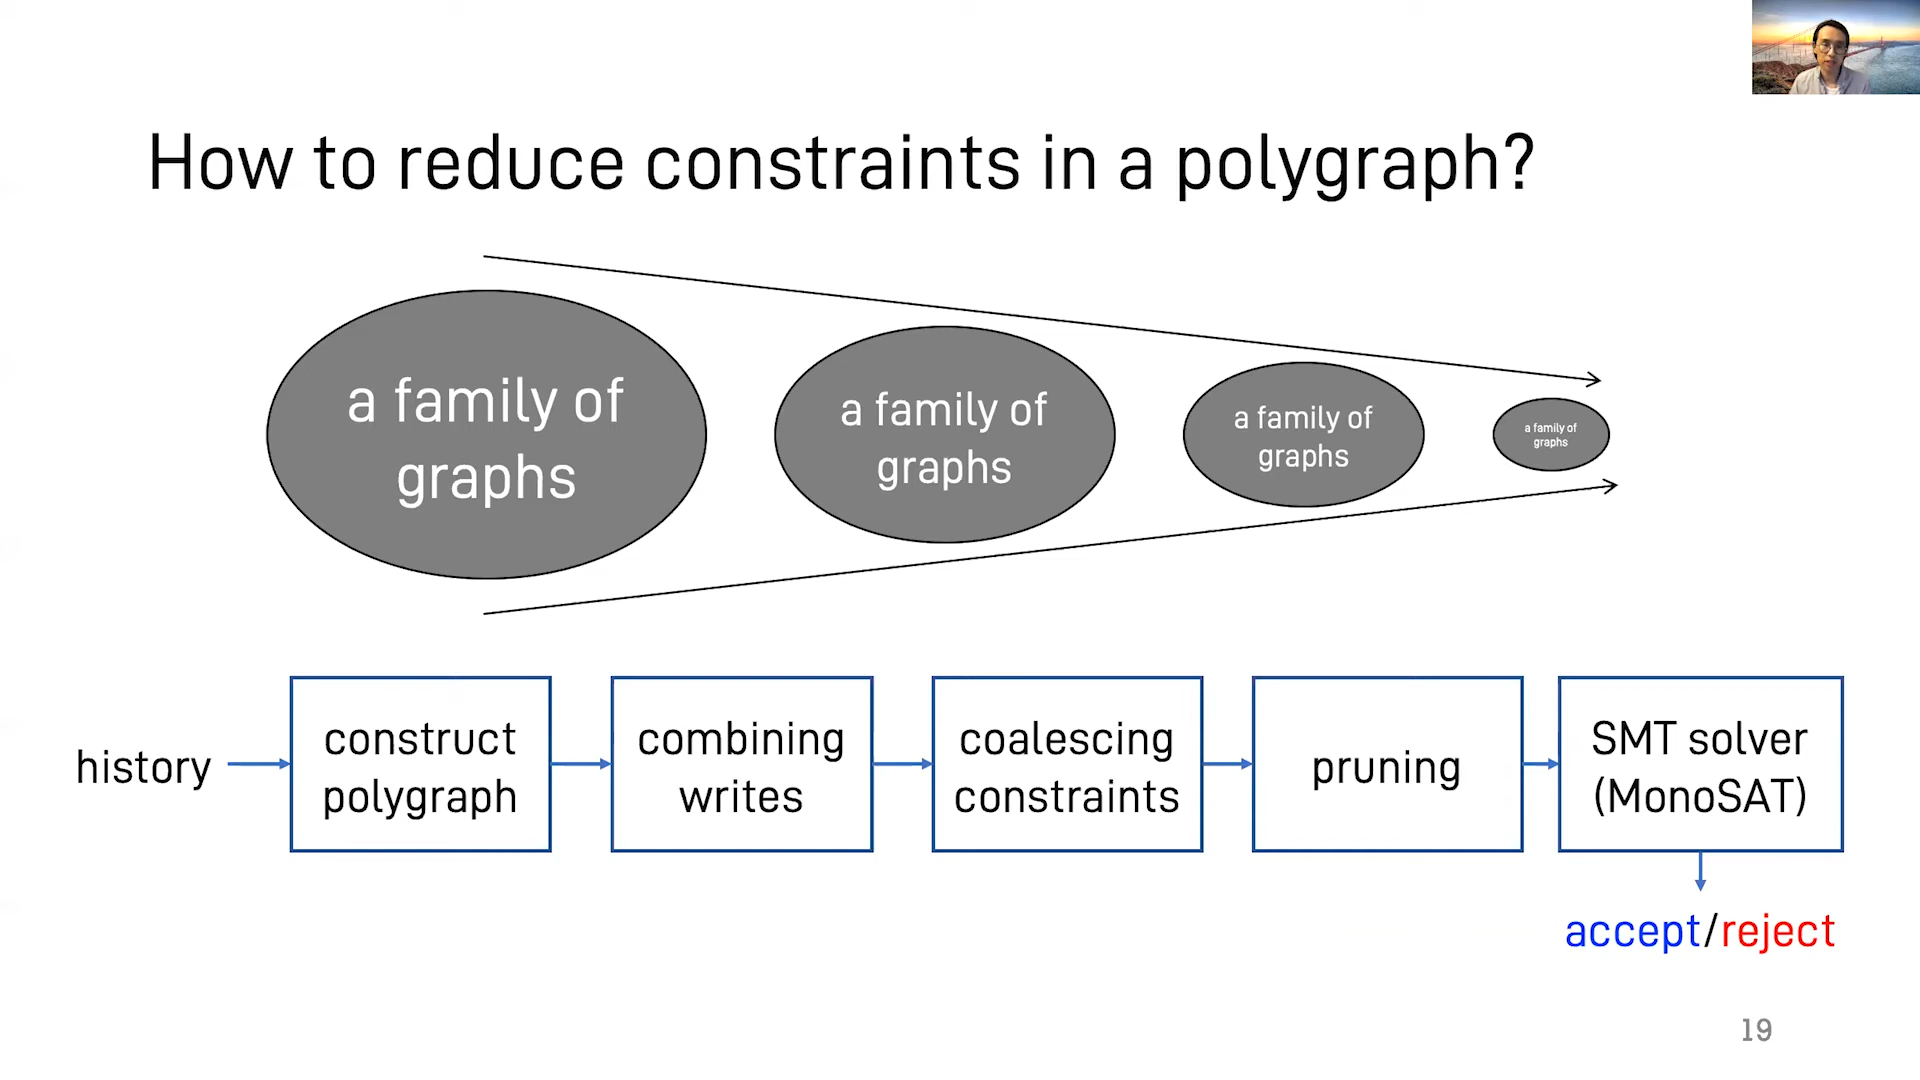 How to reduce constraints in a polygraph?
a family of
graphs
a family of
graphs
a family of
graphs
a family of
graphs
history
construct
polygraph
combining
writes
coalescing
constraints
pruning
SMT solver
(MonoSAT)
accept/reject
19